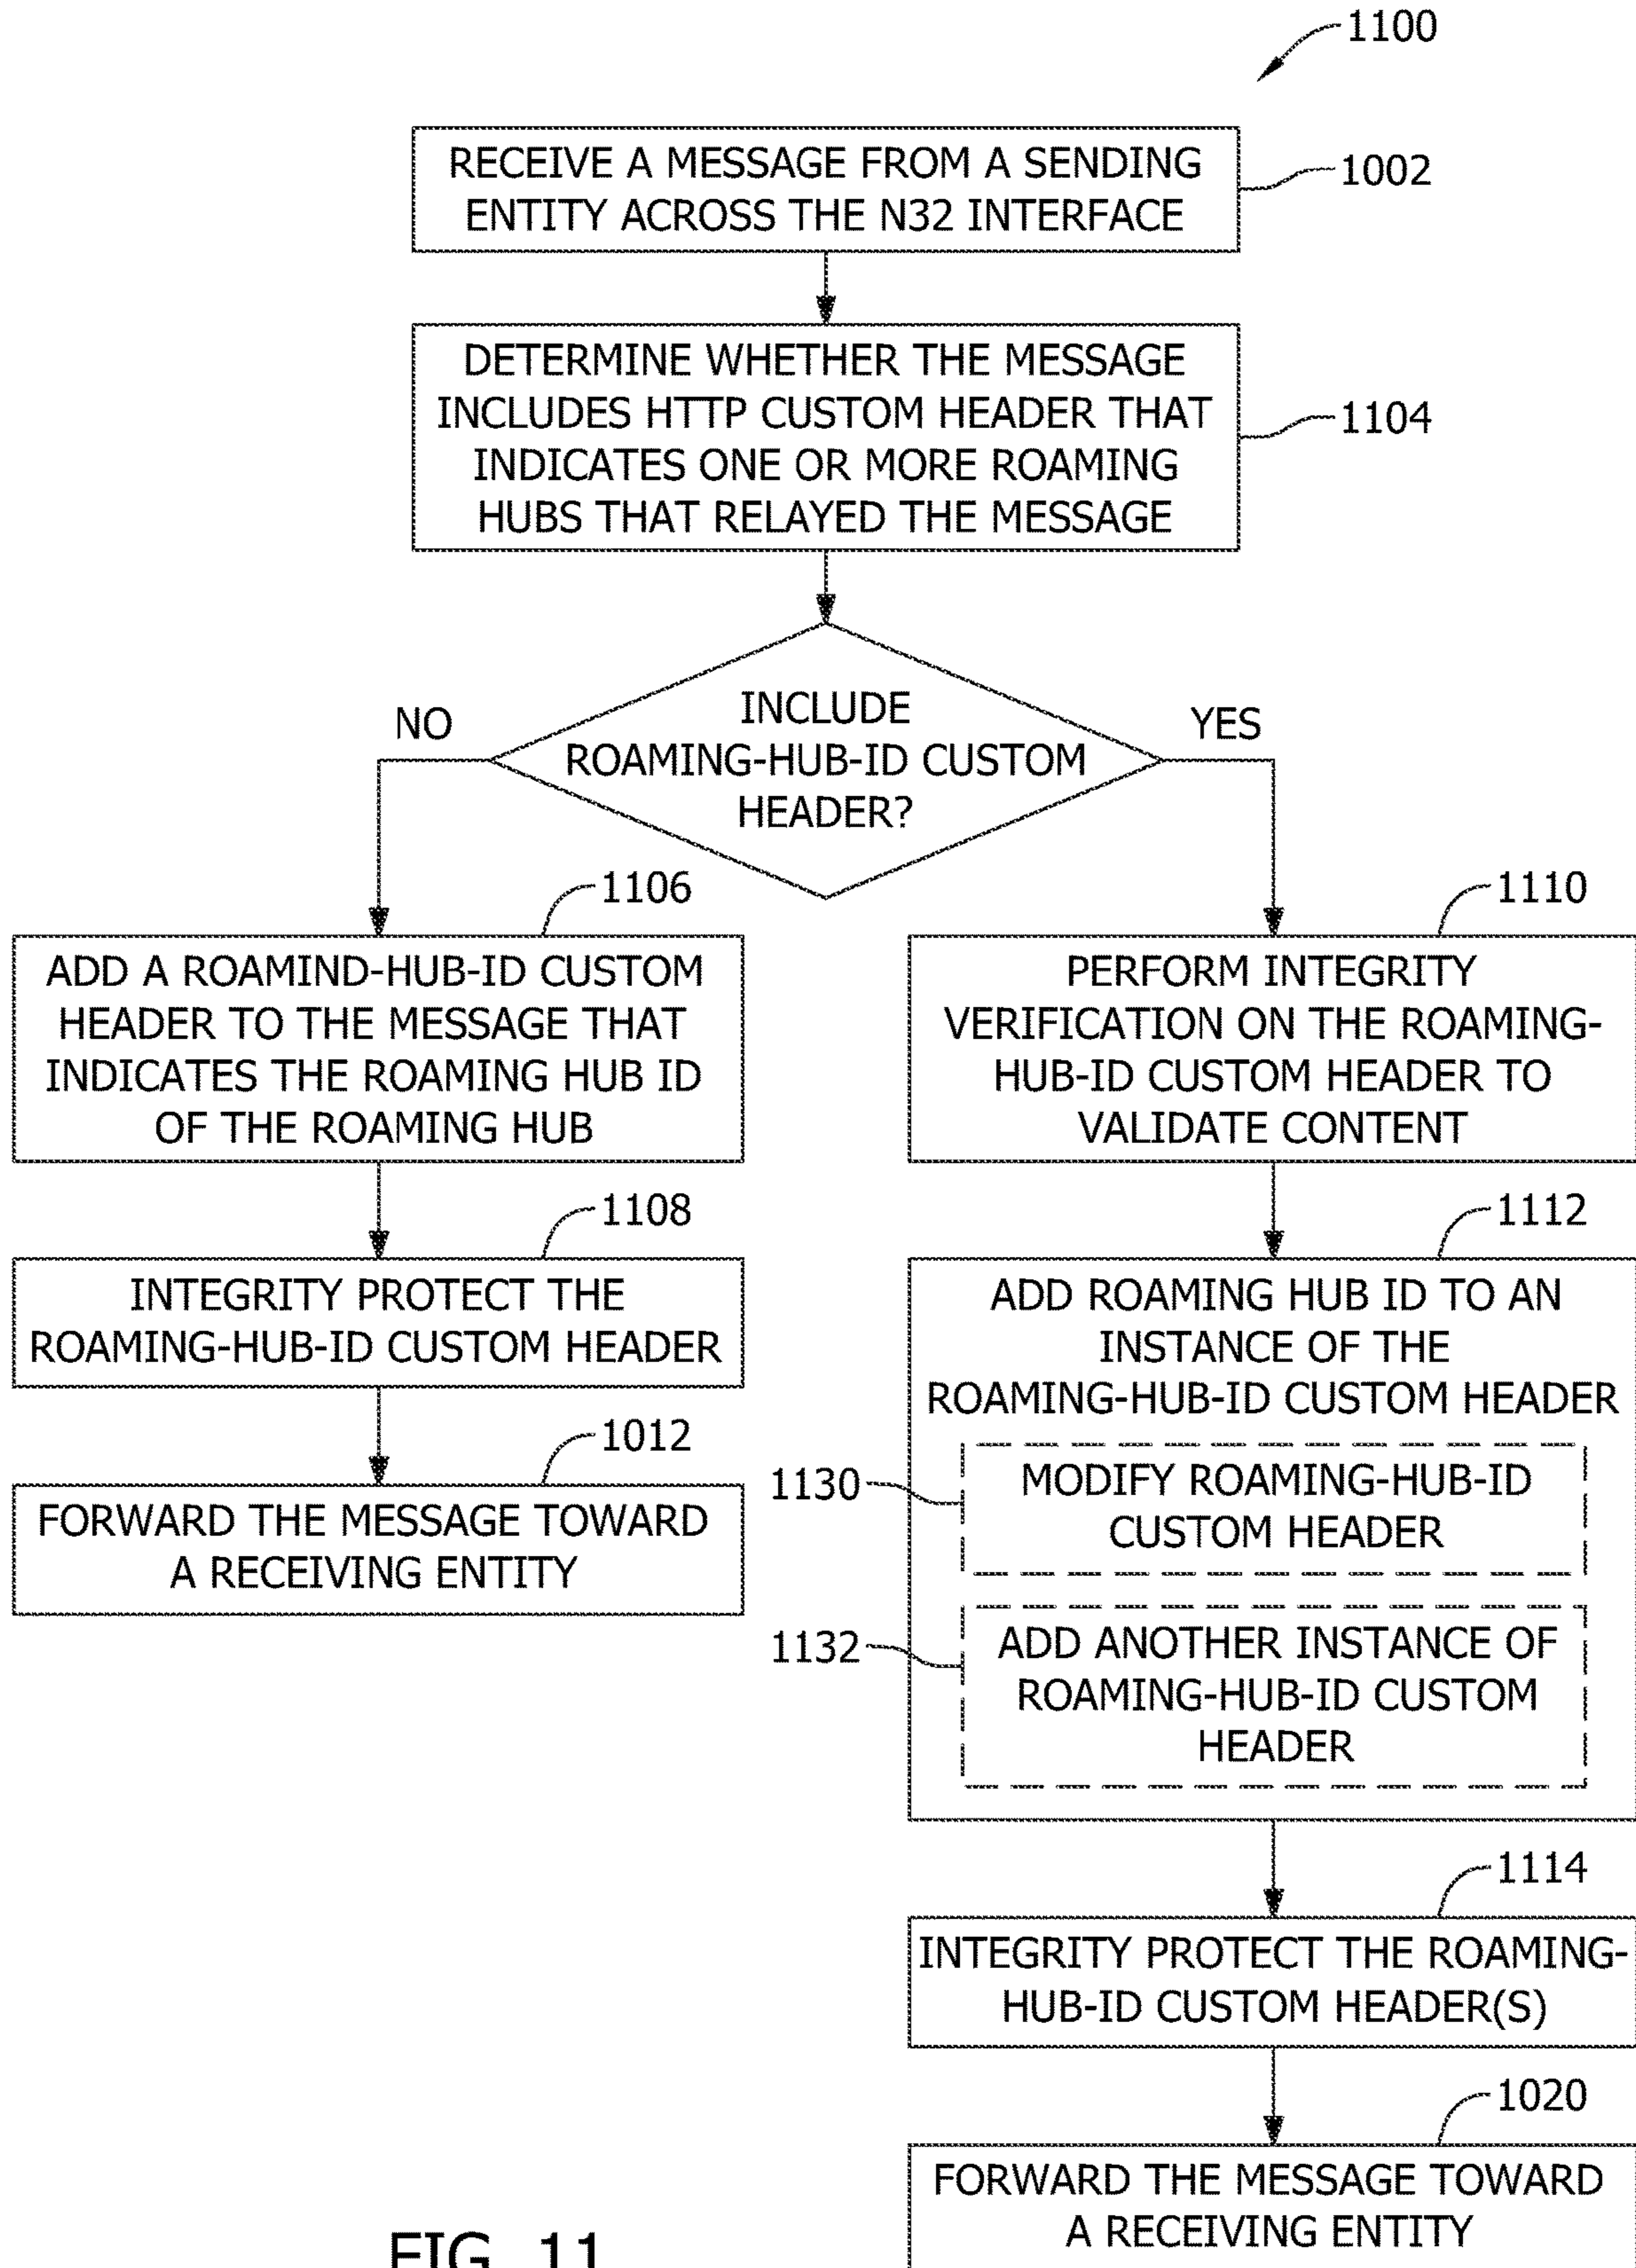 1100
RECEIVE A MESSAGE FROM A SENDING
ENTITY ACROSS THE N32 INTERFACE
1002
DETERMINE WHETHER THE MESSAGE
INCLUDES HTTP CUSTOM HEADER THAT
INDICATES ONE OR MORE ROAMING
HUBS THAT RELAYED THE MESSAGE
1104
INCLUDE
ROAMING-HUB-ID CUSTOM
HEADER?
NO
YES
1106
ADD A ROAMIND-HUB-ID CUSTOM
HEADER TO THE MESSAGE THAT
INDICATES THE ROAMING HUB ID
OF THE ROAMING HUB
1108
INTEGRITY PROTECT THE
ROAMING-HUB-ID CUSTOM HEADER
1012
FORWARD THE MESSAGE TOWARD
A RECEIVING ENTITY
1110
PERFORM INTEGRITY
VERIFICATION ON THE ROAMING-
HUB-ID CUSTOM HEADER TO
VALIDATE CONTENT
1112
ADD ROAMING HUB ID TO AN
INSTANCE OF THE
ROAMING-HUB-ID CUSTOM HEADER
1130
MODIFY ROAMING-HUB-ID
CUSTOM HEADER
1132
ADD ANOTHER INSTANCE OF
ROAMING-HUB-ID CUSTOM
HEADER
1114
INTEGRITY PROTECT THE ROAMING-
HUB-ID CUSTOM HEADER(S)
1020
FORWARD THE MESSAGE TOWARD
A RECEIVING ENTITY
FIG. 11